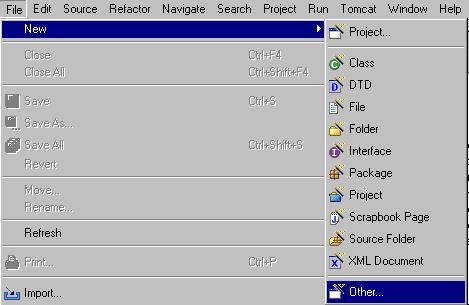 File Edit Source Refactor Navigate Search Project Run Tomcat Window Help
New
Close Ctrl+F4
Close All Ctrl+Shift+F4
Save Ctrl+S
Save As...
Save All Ctrl+Shift+S
Revert
Move...
Rename...
Refresh
Print... Ctrl+P
Import...
Project...
Class
DTD
File
Folder
Interface
Package
Project
Scrapbook Page
Source Folder
XML Document
Other...